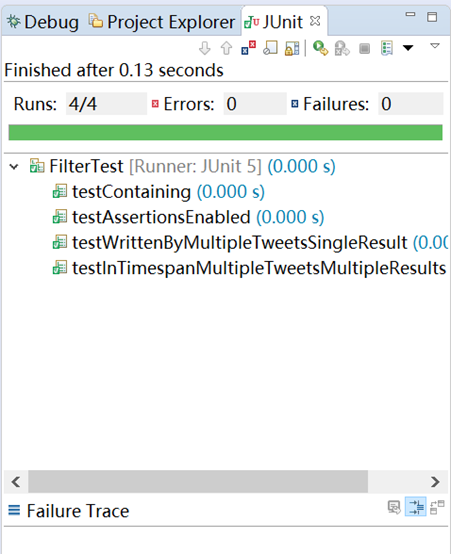 Debug Project Explorer JUnit
Finished after 0.13 seconds
Runs: 4/4 Errors: 0 Failures: 0
FilterTest [Runner: JUnit 5] (0.000 s)
testContaining (0.000 s)
testAssertionsEnabled (0.000 s)
testWrittenByMultipleTweetsSingleResult (0.00
testInTimespanMultipleTweetsMultipleResults
Failure Trace